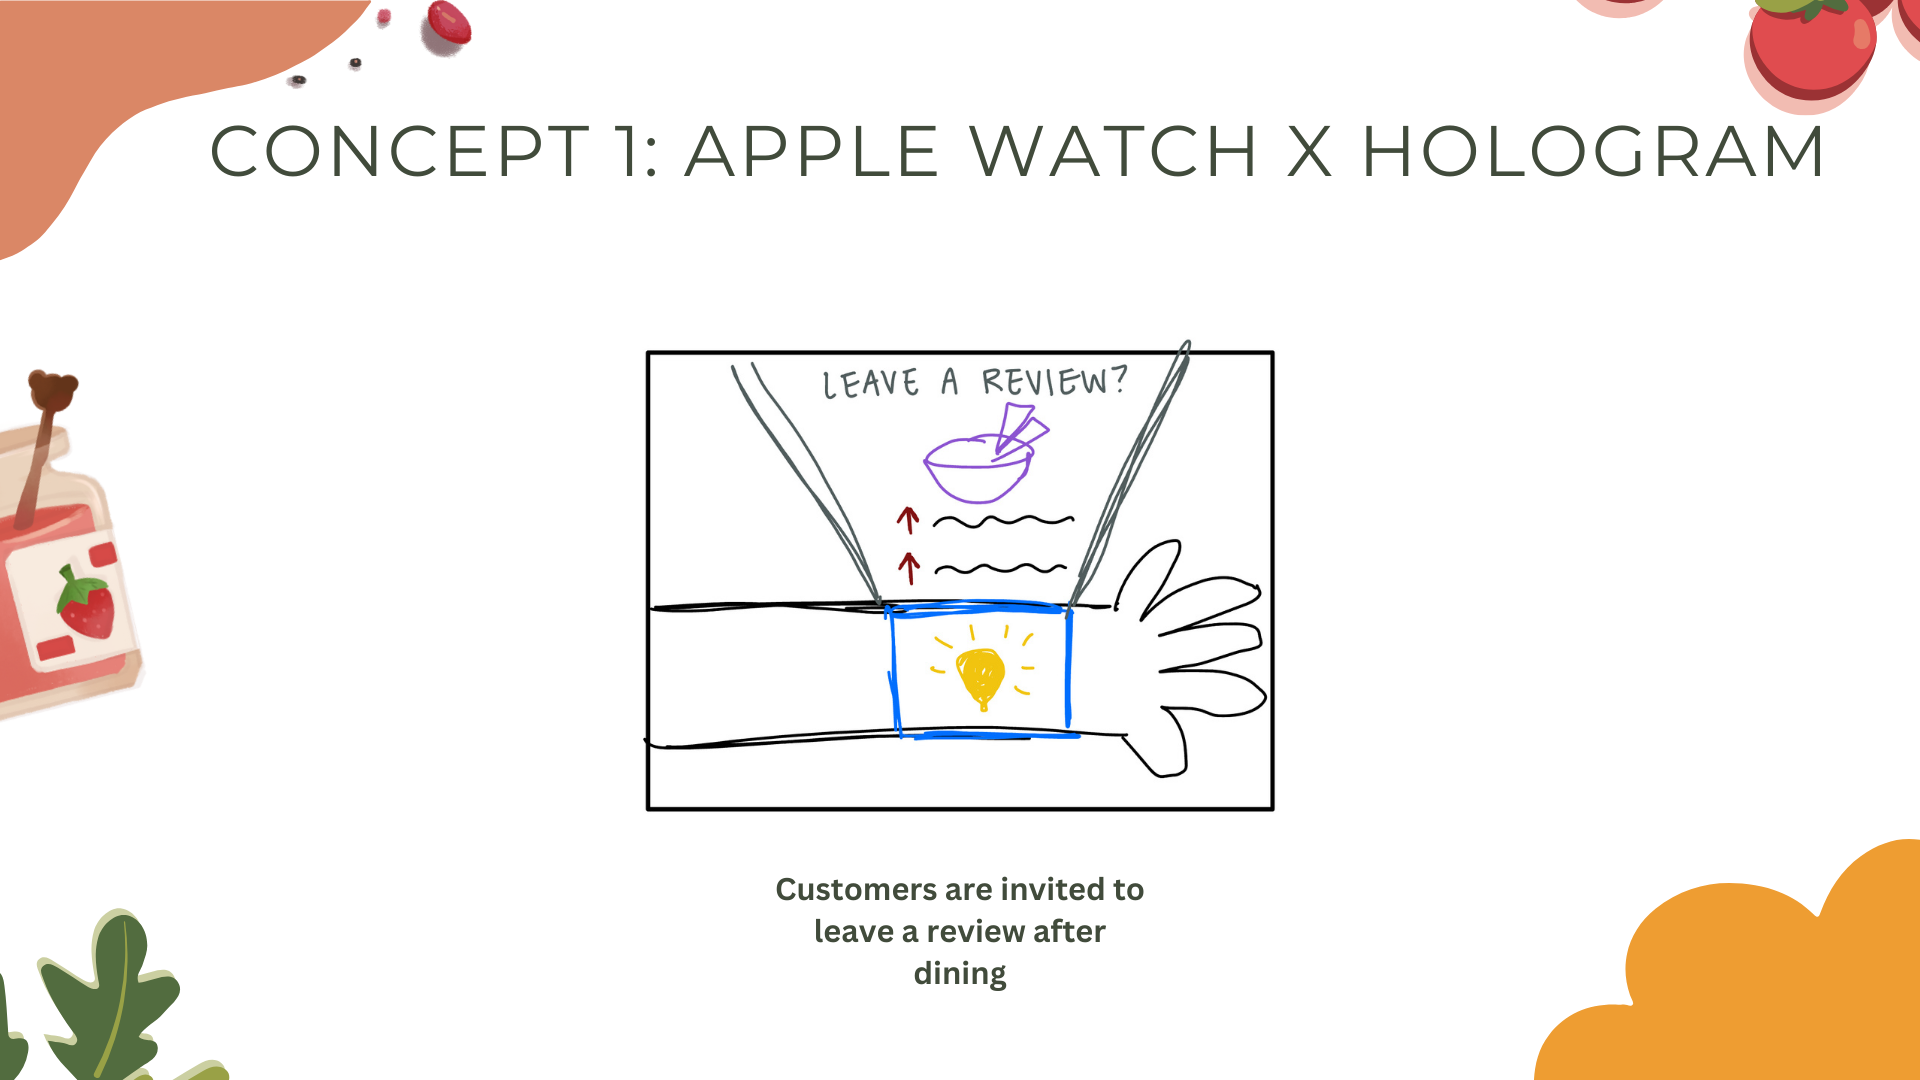 CONCEPT 1: APPLE WATCH X HOLOGRAM
LEAVE A REVIEW?
Customers are invited to
leave a review after
dining